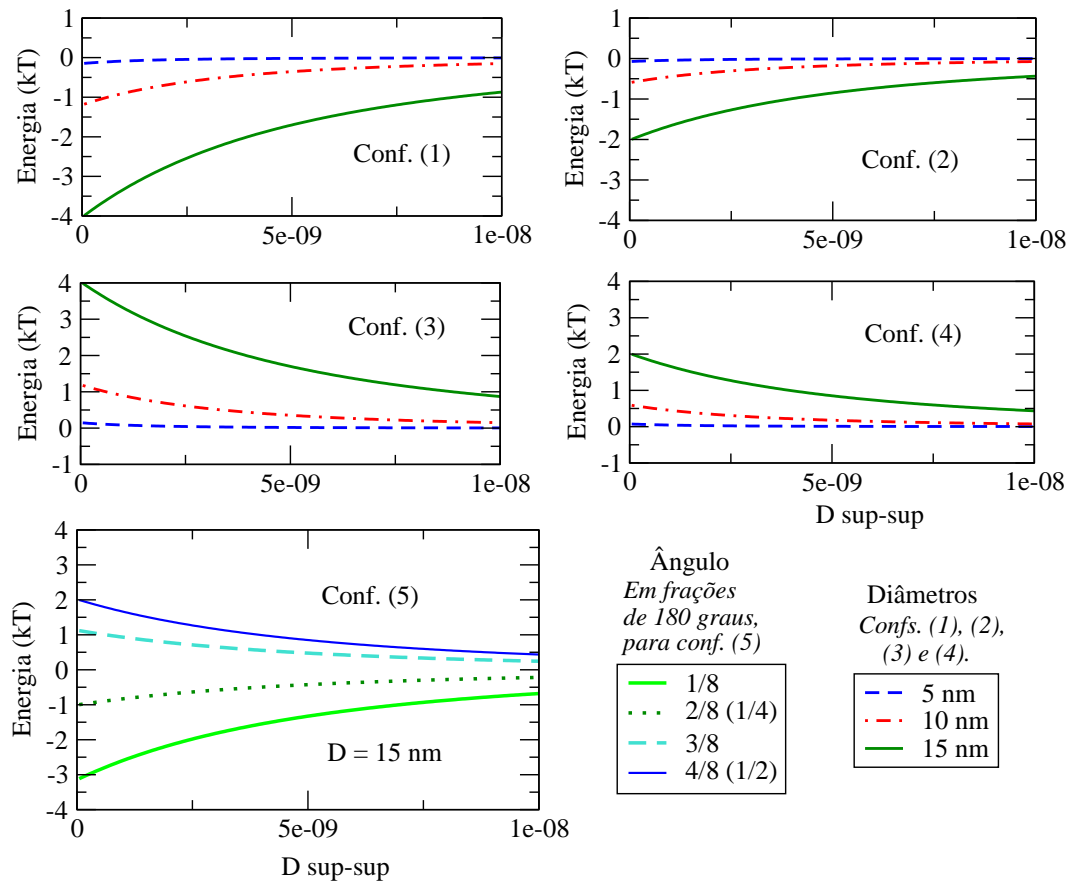 1
0
-1
-2
-3
-4
Energia (kT)
Conf. (1)
0
5e-09
1e-08
1
0
-1
-2
-3
-4
Energia (kT)
Conf. (2)
0
5e-09
1e-08
4
3
2
1
0
-1
Energia (kT)
Conf. (3)
0
5e-09
1e-08
4
3
2
1
0
-1
Energia (kT)
Conf. (4)
0
5e-09
1e-08
D sup-sup
4
3
2
1
0
-1
-2
-3
-4
Energia (kT)
Conf. (5)
D = 15 nm
0
5e-09
1e-08
D sup-sup
Ângulo
Em frações
de 180 graus,
para conf. (5)
1/8
2/8 (1/4)
3/8
4/8 (1/2)
Diâmetros
Confs. (1), (2),
(3) e (4).
5 nm
10 nm
15 nm